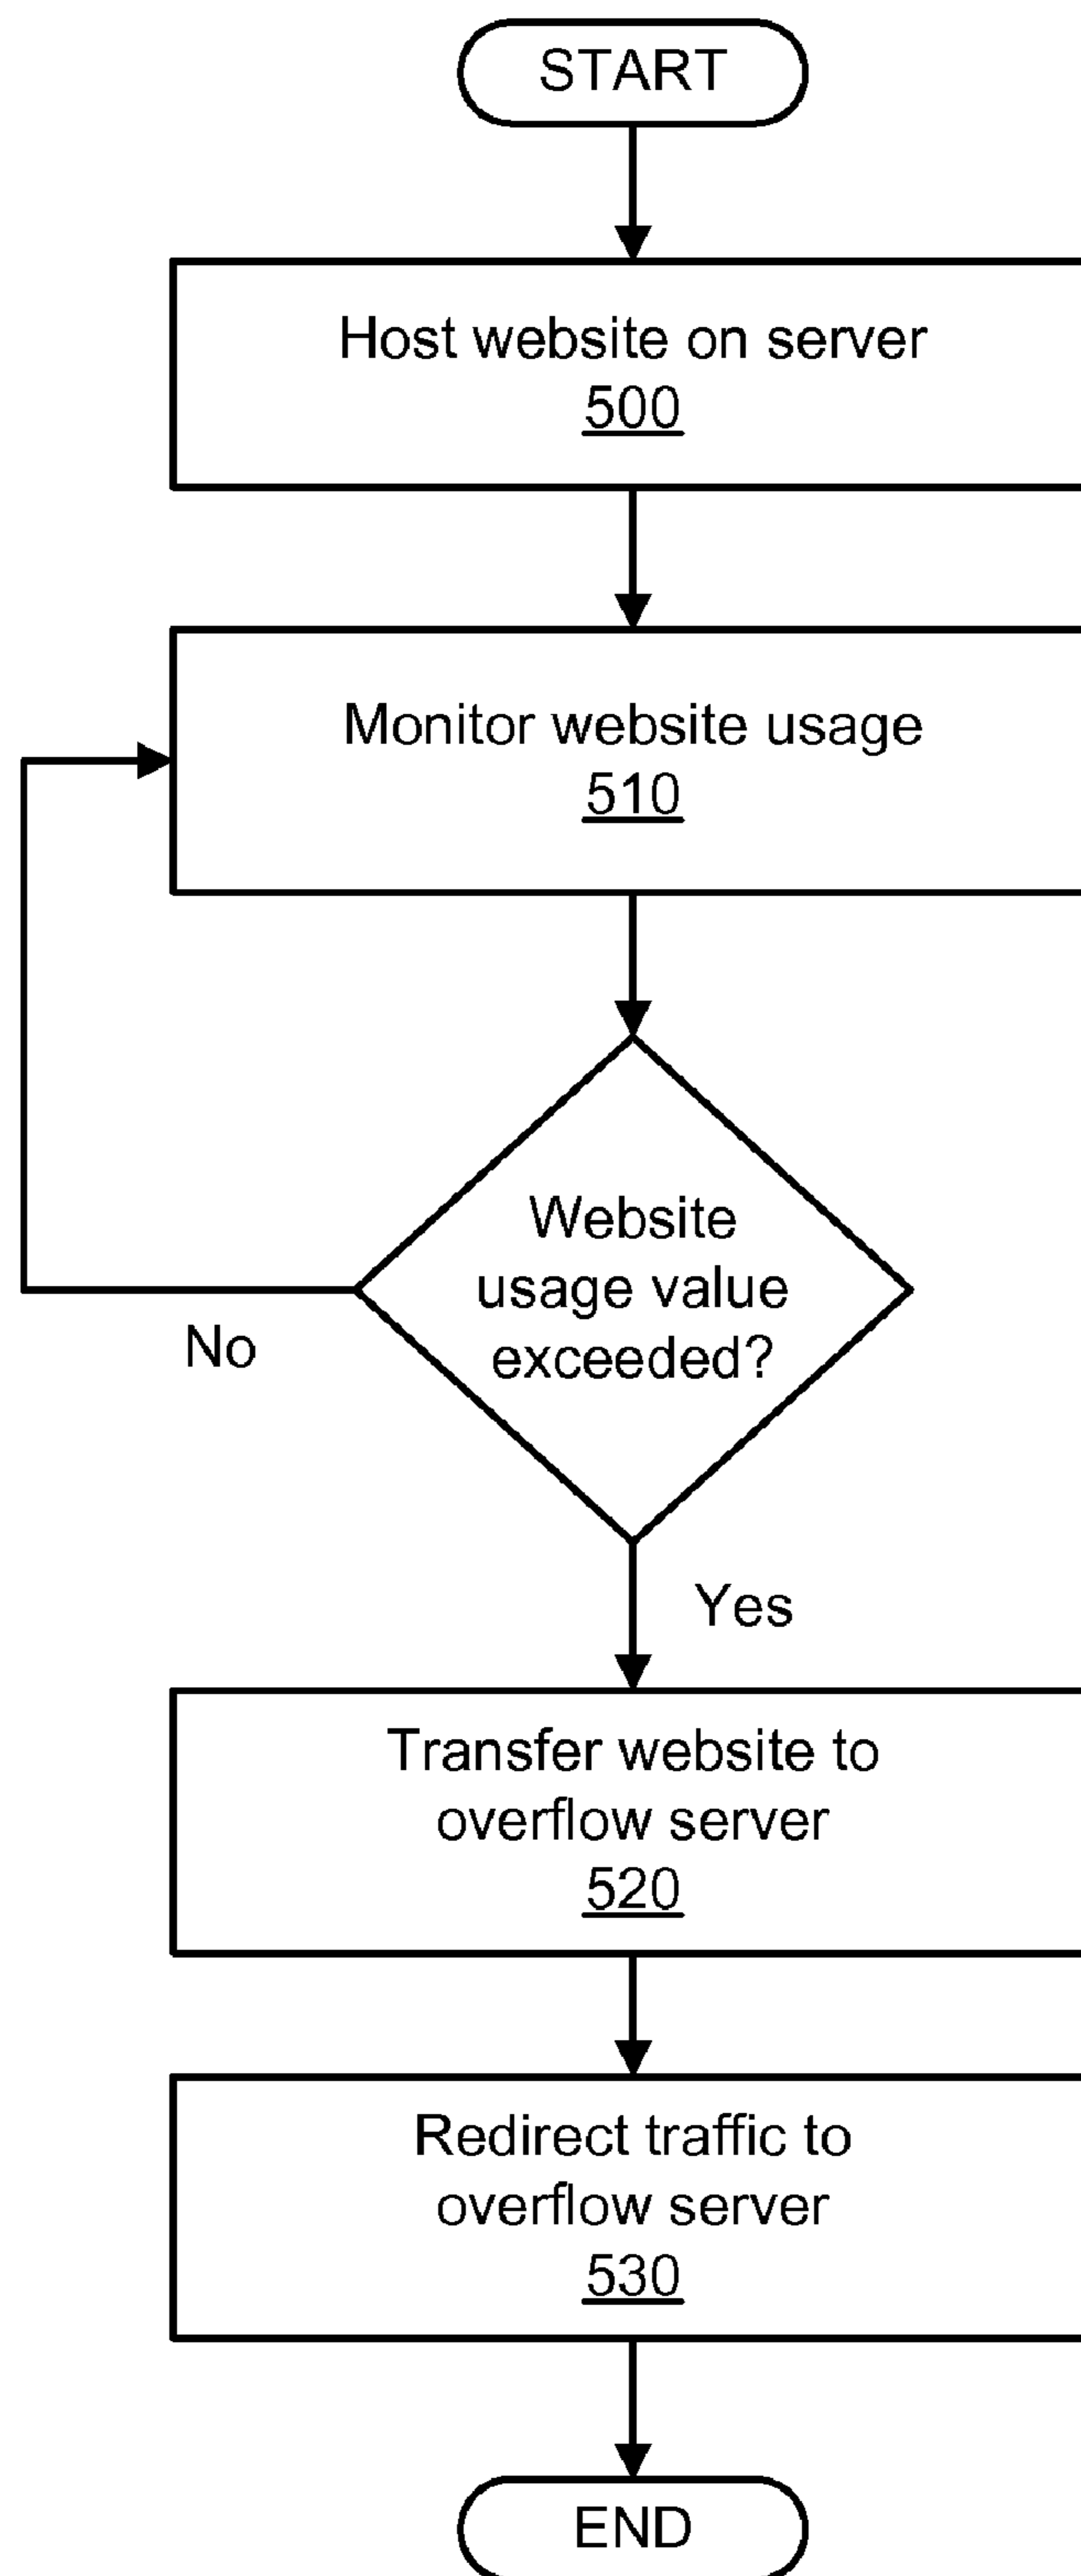 START
Host website on server
500
Monitor website usage
510
Website
usage value
exceeded?
No
Yes
Transfer website to
overflow server
520
Redirect traffic to
overflow server
530
END